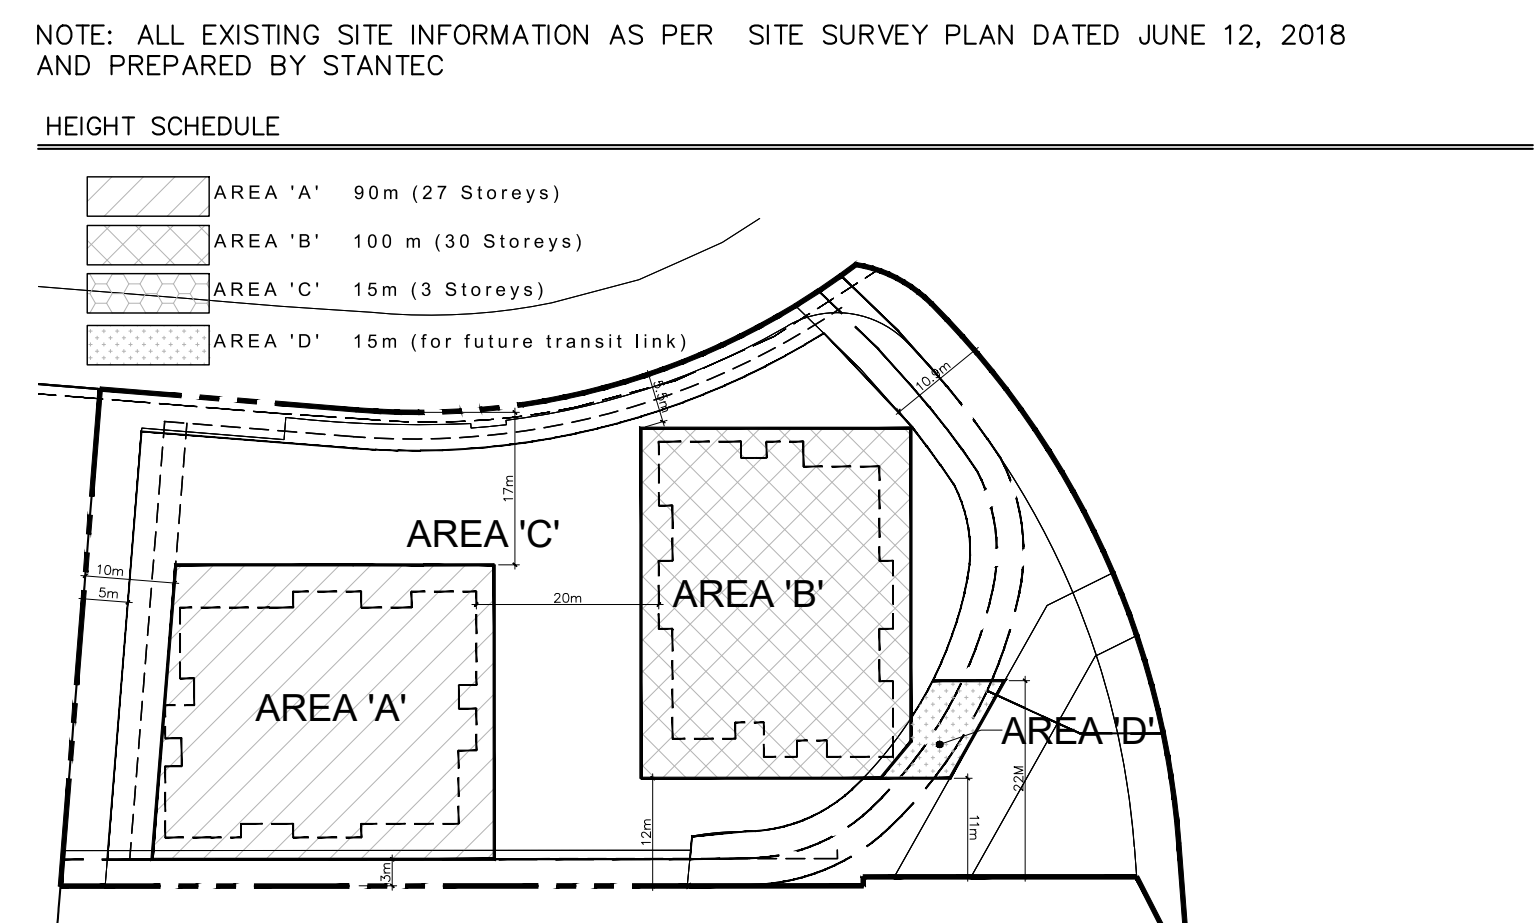 NOTE: ALL EXISTING SITE INFORMATION AS PER SITE SURVEY PLAN DATED JUNE 12, 2018
AND PREPARED BY STANTEC
HEIGHT SCHEDULE
AREA 'A' 90m (27 Storeys)
AREA 'B' 100 m (30 Storeys)
AREA 'C' 15m (3 Storeys)
AREA 'D' 15m (for future transit link)
10.9m
5.5m
17m
AREA 'C'
10m
5m
20m
AREA 'B'
AREA 'A'
AREA 'D'
22M
12m
11m
3m